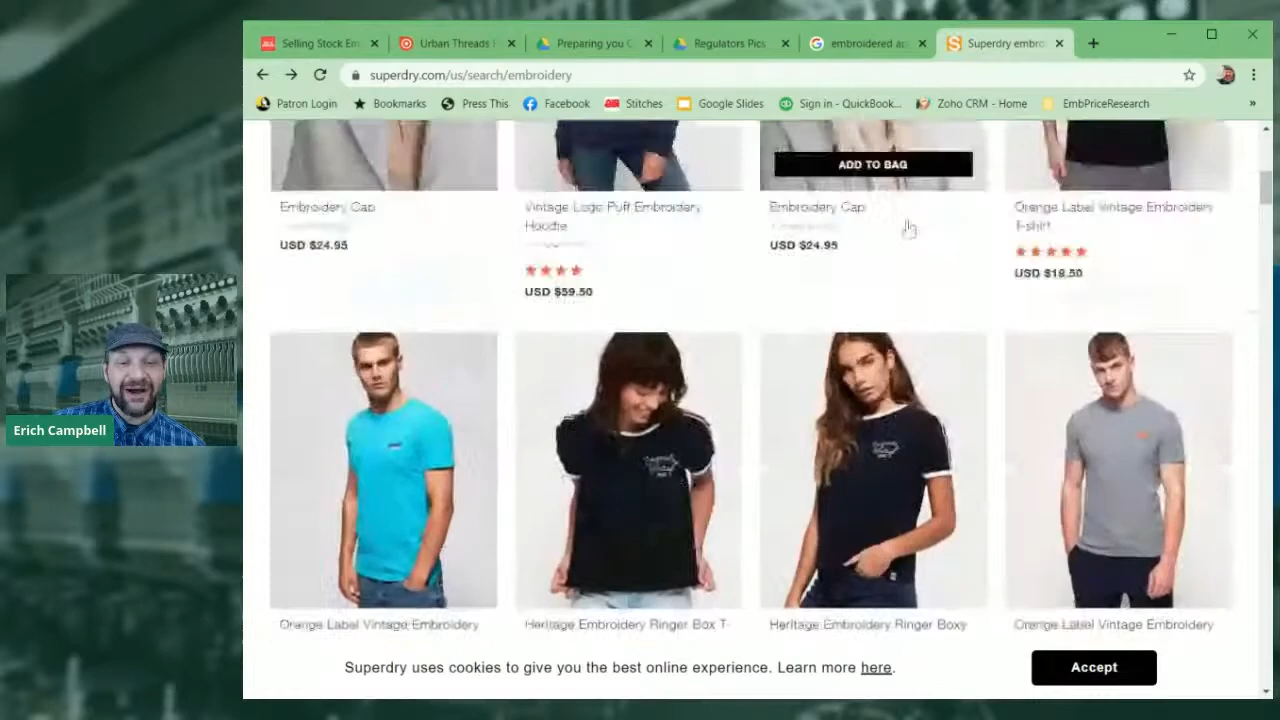 Selling Stock Em
Urban Threads
Preparing you C
Regulators Pics
embroidered a
Superdry embro
superdry.com/us/search/embroidery
Patron Login
Bookmarks
Press This
Facebook
Stitches
Google Slides
Sign in - QuickBook...
Zoho CRM - Home
EmbPriceResearch
»
ADD TO BAG
Embroidery Cap
USD $24.95
Vintage Logo Puff Embroidery
Hoodie
USD $59.50
Embroidery Cap
USD $24.95
Orange Label Vintage Embroidery
T-shirt
USD $18.50
Erich Campbell
Orange Label Vintage Embroidery
Heritage Embroidery Ringer Box T-
Heritage Embroidery Ringer Boxy
Orange Label Vintage Embroidery
Superdry uses cookies to give you the best online experience. Learn more here.
Accept